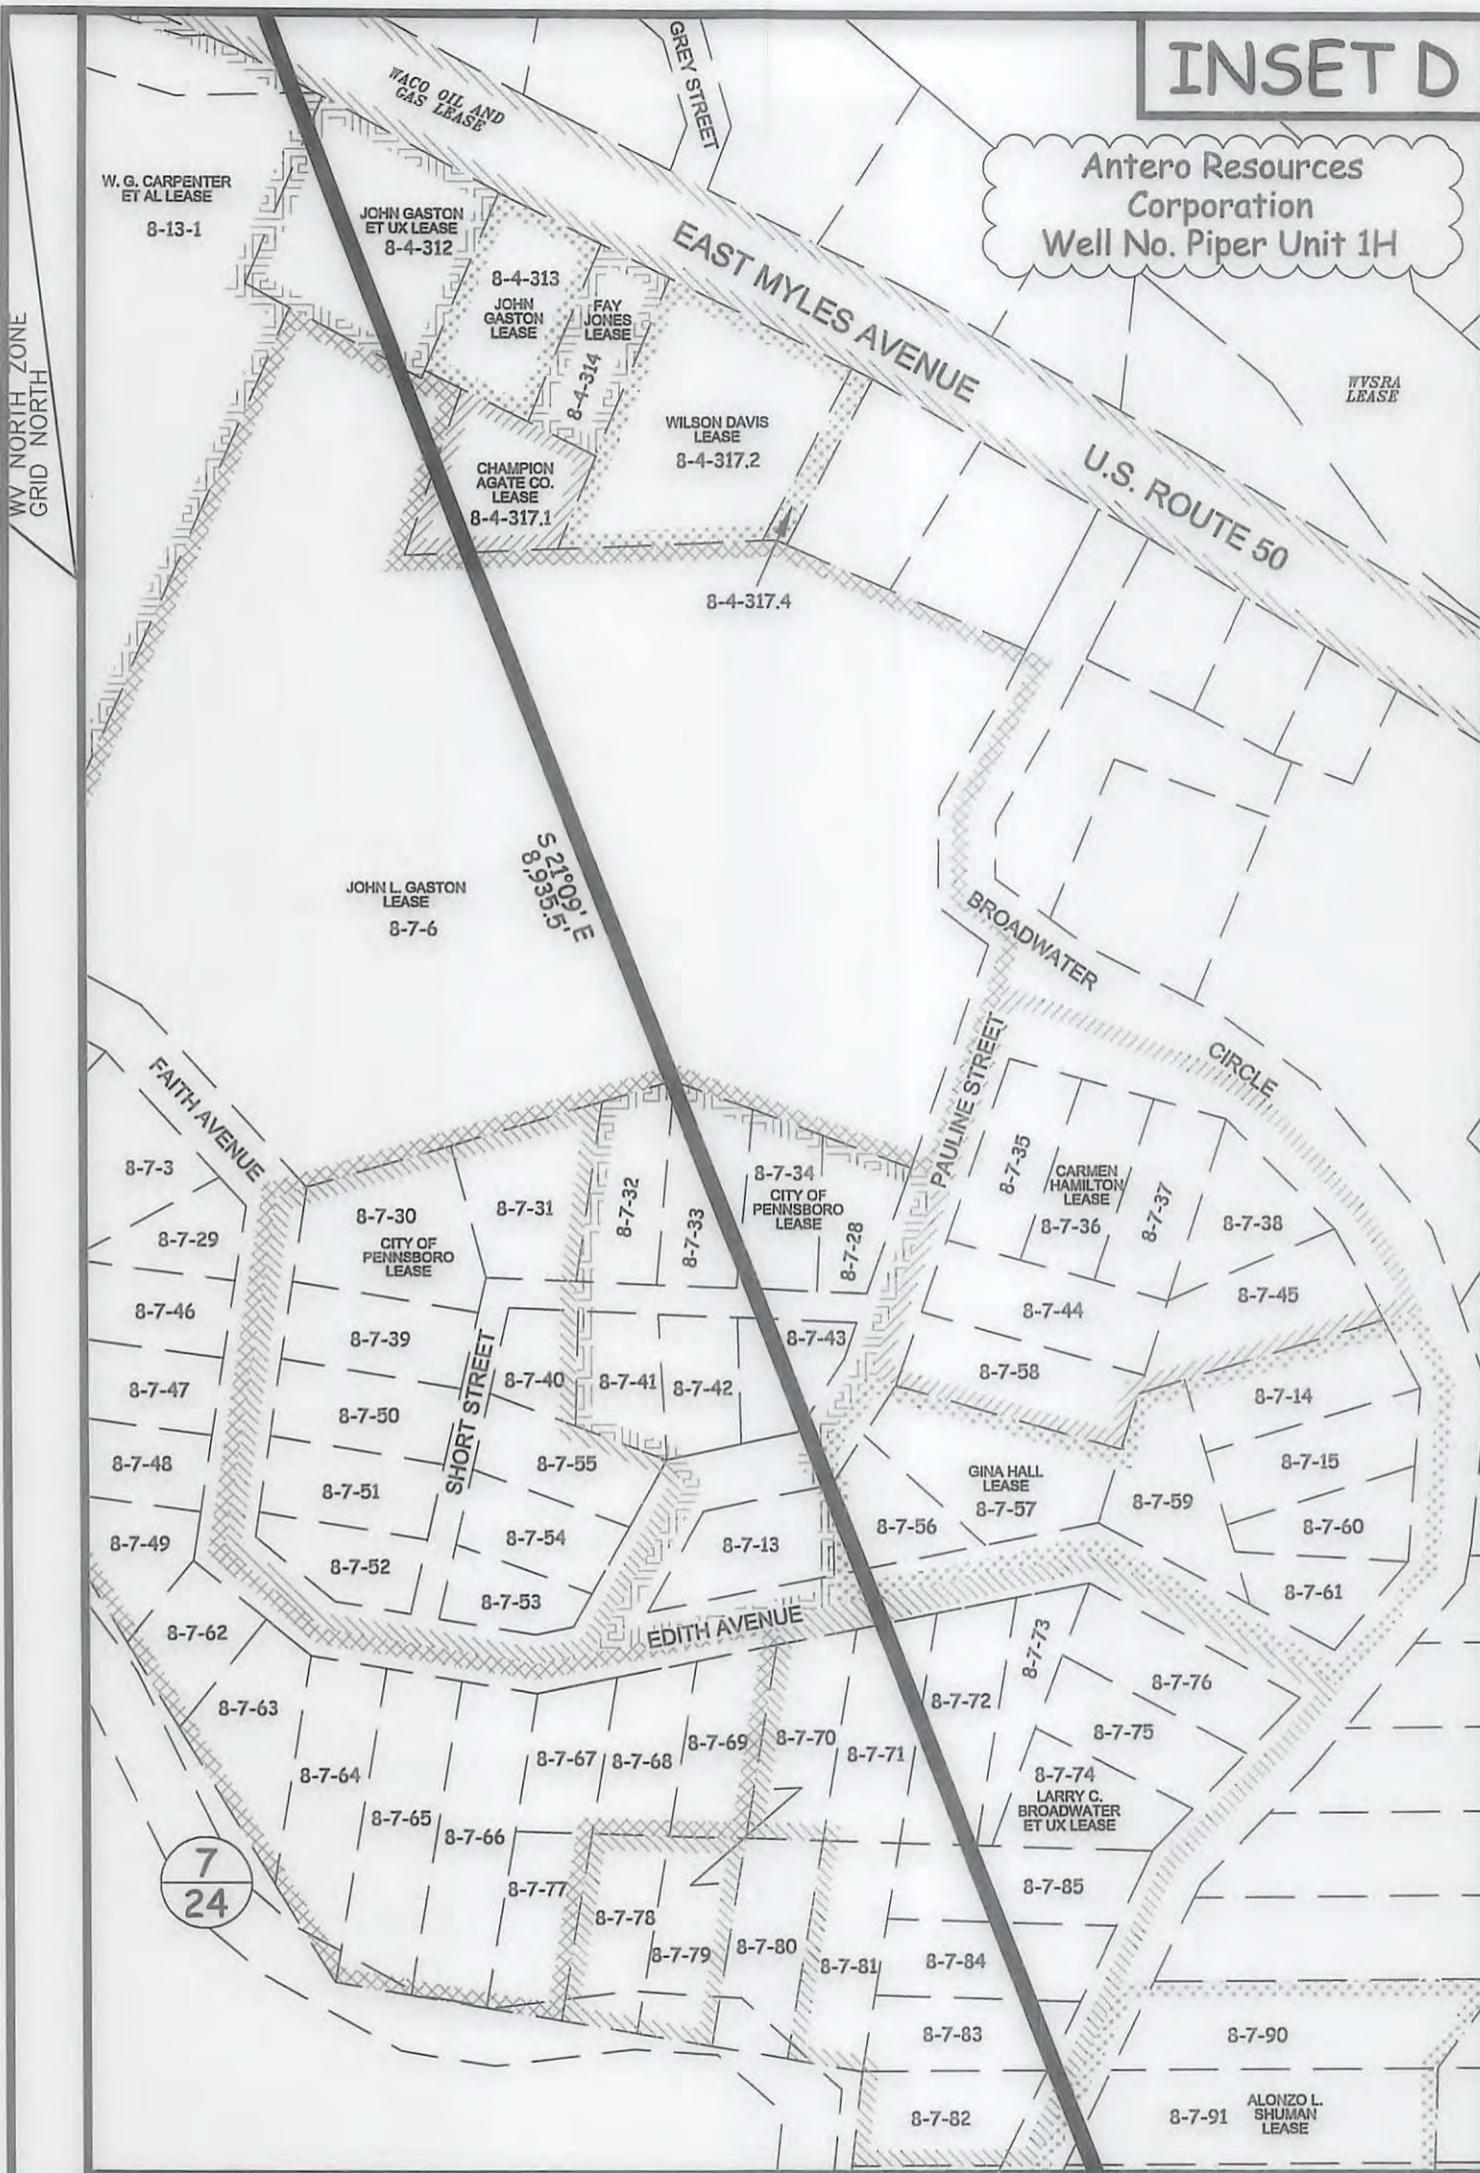 INSET D
Antero Resources
Corporation
Well No. Piper Unit 1H
WV NORTH ZONE
GRID NORTH
WACO OIL AND
GAS LEASE
GREY STREET
W. G. CARPENTER
ET AL LEASE
8-13-1
JOHN GASTON
ET UX LEASE
8-4-312
8-4-313
JOHN
GASTON
LEASE
FAY
JONES
LEASE
8-4-314
EAST MYLES AVENUE
U.S. ROUTE 50
WVSRA
LEASE
WILSON DAVIS
LEASE
8-4-317.2
CHAMPION
AGATE CO.
LEASE
8-4-317.1
8-4-317.4
S 21°09' E
8,935.5'
JOHN L. GASTON
LEASE
8-7-6
BROADWATER
CIRCLE
PAULINE STREET
FAITH AVENUE
8-7-3
8-7-29
8-7-30
CITY OF
PENNSBORO
LEASE
8-7-31
8-7-32
8-7-33
8-7-34
CITY OF
PENNSBORO
LEASE
8-7-28
8-7-35
CARMEN
HAMILTON
LEASE
8-7-36
8-7-37
8-7-38
8-7-46
8-7-39
8-7-43
8-7-44
8-7-45
8-7-47
8-7-40
8-7-41
8-7-42
8-7-58
8-7-14
8-7-50
SHORT STREET
8-7-48
8-7-55
8-7-15
8-7-51
GINA HALL
LEASE
8-7-57
8-7-59
8-7-49
8-7-54
8-7-13
8-7-56
8-7-60
8-7-52
8-7-53
8-7-61
EDITH AVENUE
8-7-62
8-7-73
8-7-76
8-7-63
8-7-72
8-7-75
8-7-64
8-7-67
8-7-68
8-7-69
8-7-70
8-7-71
8-7-74
LARRY C.
BROADWATER
ET UX LEASE
8-7-65
8-7-66
7
24
8-7-77
8-7-85
8-7-78
8-7-79
8-7-80
8-7-81
8-7-84
8-7-83
8-7-90
8-7-82
8-7-91
ALONZO L.
SHUMAN
LEASE